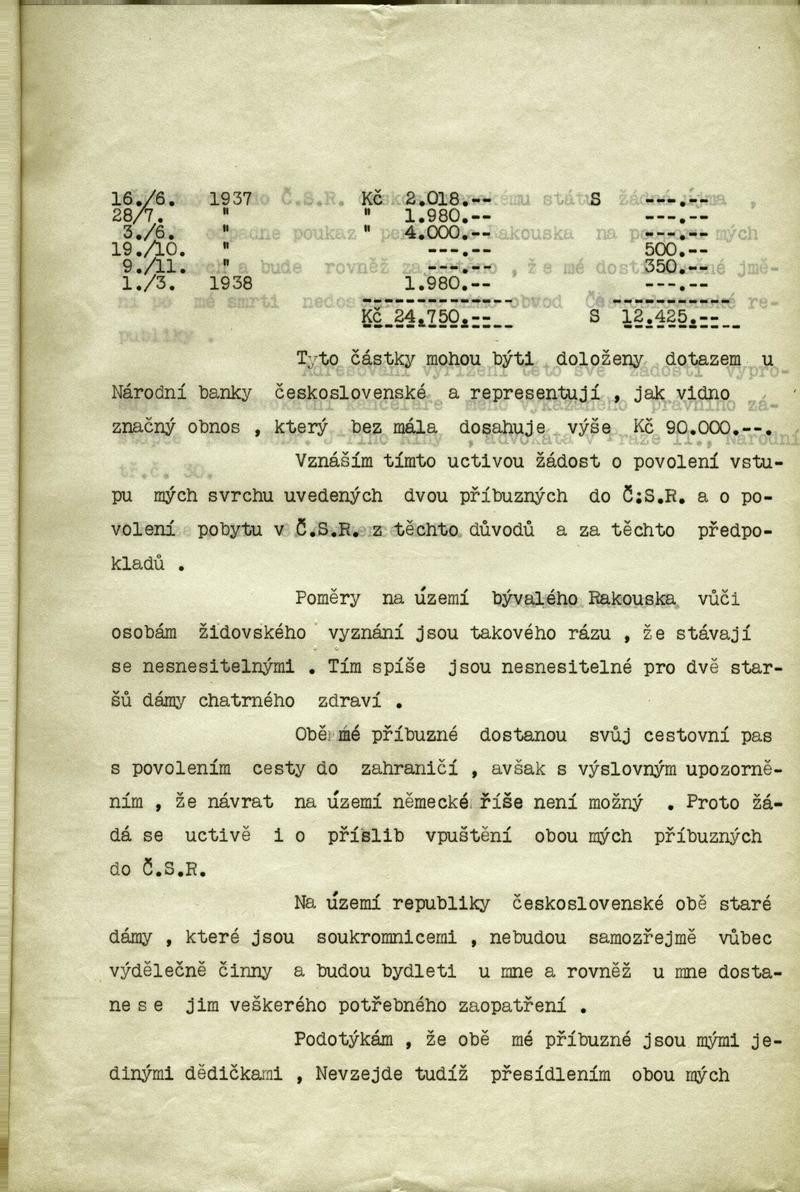 16./6. 1937 Kč 2.018.-- S ---.--
28/7. " " 1.980.-- ---.--
3./6. " " 4.000.-- ---.--
19./10. " ---.-- 500.--
9./11. " ---.-- 350.--
1./3. 1938 1.980.-- ---.--
Kč 24.750.-- S 12.425.--
Tyto částky mohou býti doloženy dotazem u
Národní banky československé a representují , jak vidno
značný obnos , který bez mála dosahuje výše Kč 90.000.--.
Vznáším tímto uctivou žádost o povolení vstu-
pu mých svrchu uvedených dvou příbuzných do Č:S.R. a o po-
volení pobytu v Č.S.R. z těchto důvodů a za těchto předpo-
kladů .
Poměry na území bývalého Rakouska vůči
osobám židovského vyznání jsou takového rázu , že stávají
se nesnesitelnými . Tím spíše jsou nesnesitelné pro dvě star-
šů dámy chatrného zdraví .
Obě mé příbuzné dostanou svůj cestovní pas
s povolením cesty do zahraničí , avšak s výslovným upozorně-
ním , že návrat na území německé říše není možný . Proto žá-
dá se uctivě i o příslib vpuštění obou mých příbuzných
do Č.S.R.
Na území republiky československé obě staré
dámy , které jsou soukromnicemi , nebudou samozřejmě vůbec
výdělečně činny a budou bydleti u mne a rovněž u mne dosta-
ne s e jim veškerého potřebného zaopatření .
Podotýkám , že obě mé příbuzné jsou mými je-
dinými dědičkami , Nevzejde tudíž přesídlením obou mých